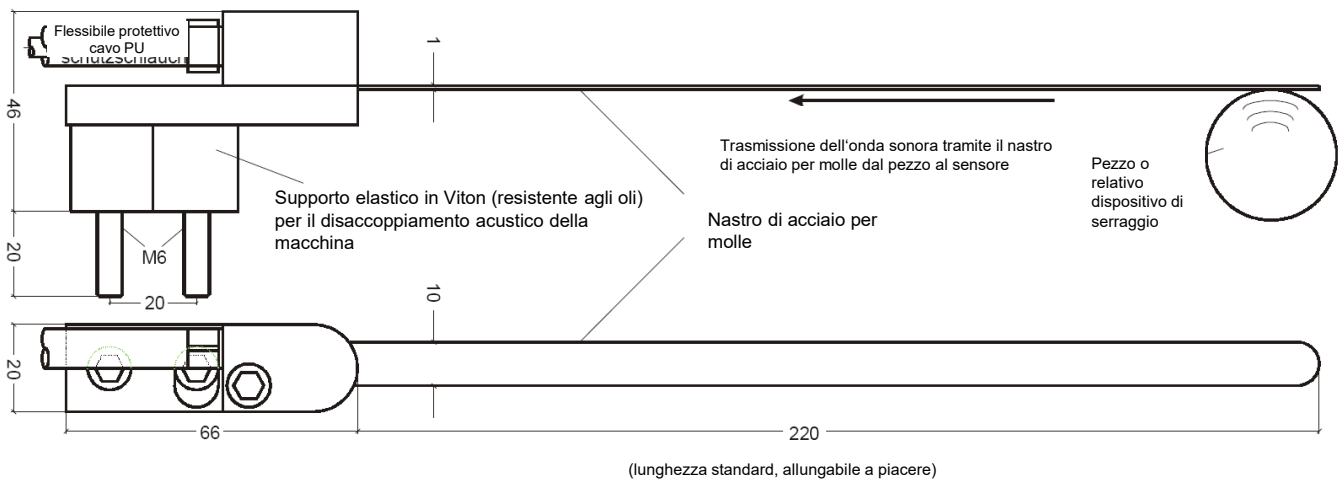 Flessibile protettivo
cavo PU
schutzschlauch
1
46
Trasmissione dell'onda sonora tramite il nastro
di acciaio per molle dal pezzo al sensore
Pezzo o
relativo
dispositivo di
serraggio
Supporto elastico in Viton (resistente agli oli)
per il disaccoppiamento acustico della
macchina
Nastro di acciaio per
molle
20
M6
20
10
20
66
220
(lunghezza standard, allungabile a piacere)